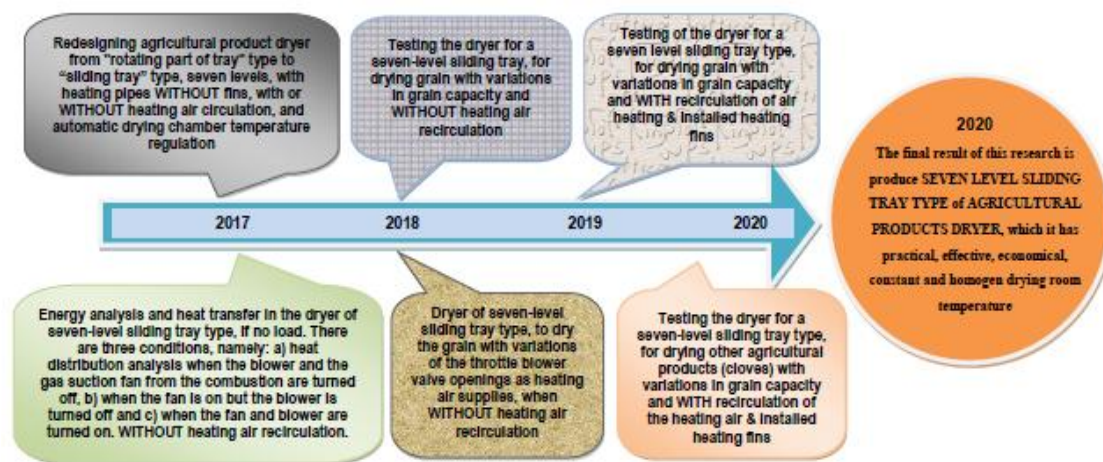 Redesigning agricultural product dryer
from "rotating part of tray" type to
"sliding tray" type, seven levels, with
heating pipes WITHOUT fins, with or
WITHOUT heating air circulation, and
automatic drying chamber temperature
regulation
Testing the dryer for a
seven-level sliding tray,
for drying grain with variations
in grain capacity and
WITHOUT heating air
recirculation
Testing of the dryer for a
seven level sliding tray type,
for drying grain with
variations in grain capacity
and WITH recirculation of air
heating & installed heating
fins
2017
2018
2019
2020
2020
The final result of this research is
produce SEVEN LEVEL SLIDING
TRAY TYPE of AGRICULTURAL
PRODUCTS DRYER, which it has
practical, effective, economical,
constant and homogen drying room
temperature
Energy analysis and heat transfer in the dryer of
seven-level sliding tray type, if no load. There
are three conditions, namely: a) heat
distribution analysis when the blower and the
gas suction fan from the combustion are turned
off, b) when the fan is on but the blower is
turned off and c) when the fan and blower are
turned on. WITHOUT heating air recirculation.
Dryer of seven-level
sliding tray type, to dry
the grain with variations
of the throttle blower
valve openings as heating
air supplies, when
WITHOUT heating air
recirculation
Testing the dryer for a
seven-level sliding tray type,
for drying other agricultural
products (cloves) with
variations in grain capacity
and WITH recirculation of
the heating air & installed
heating fins